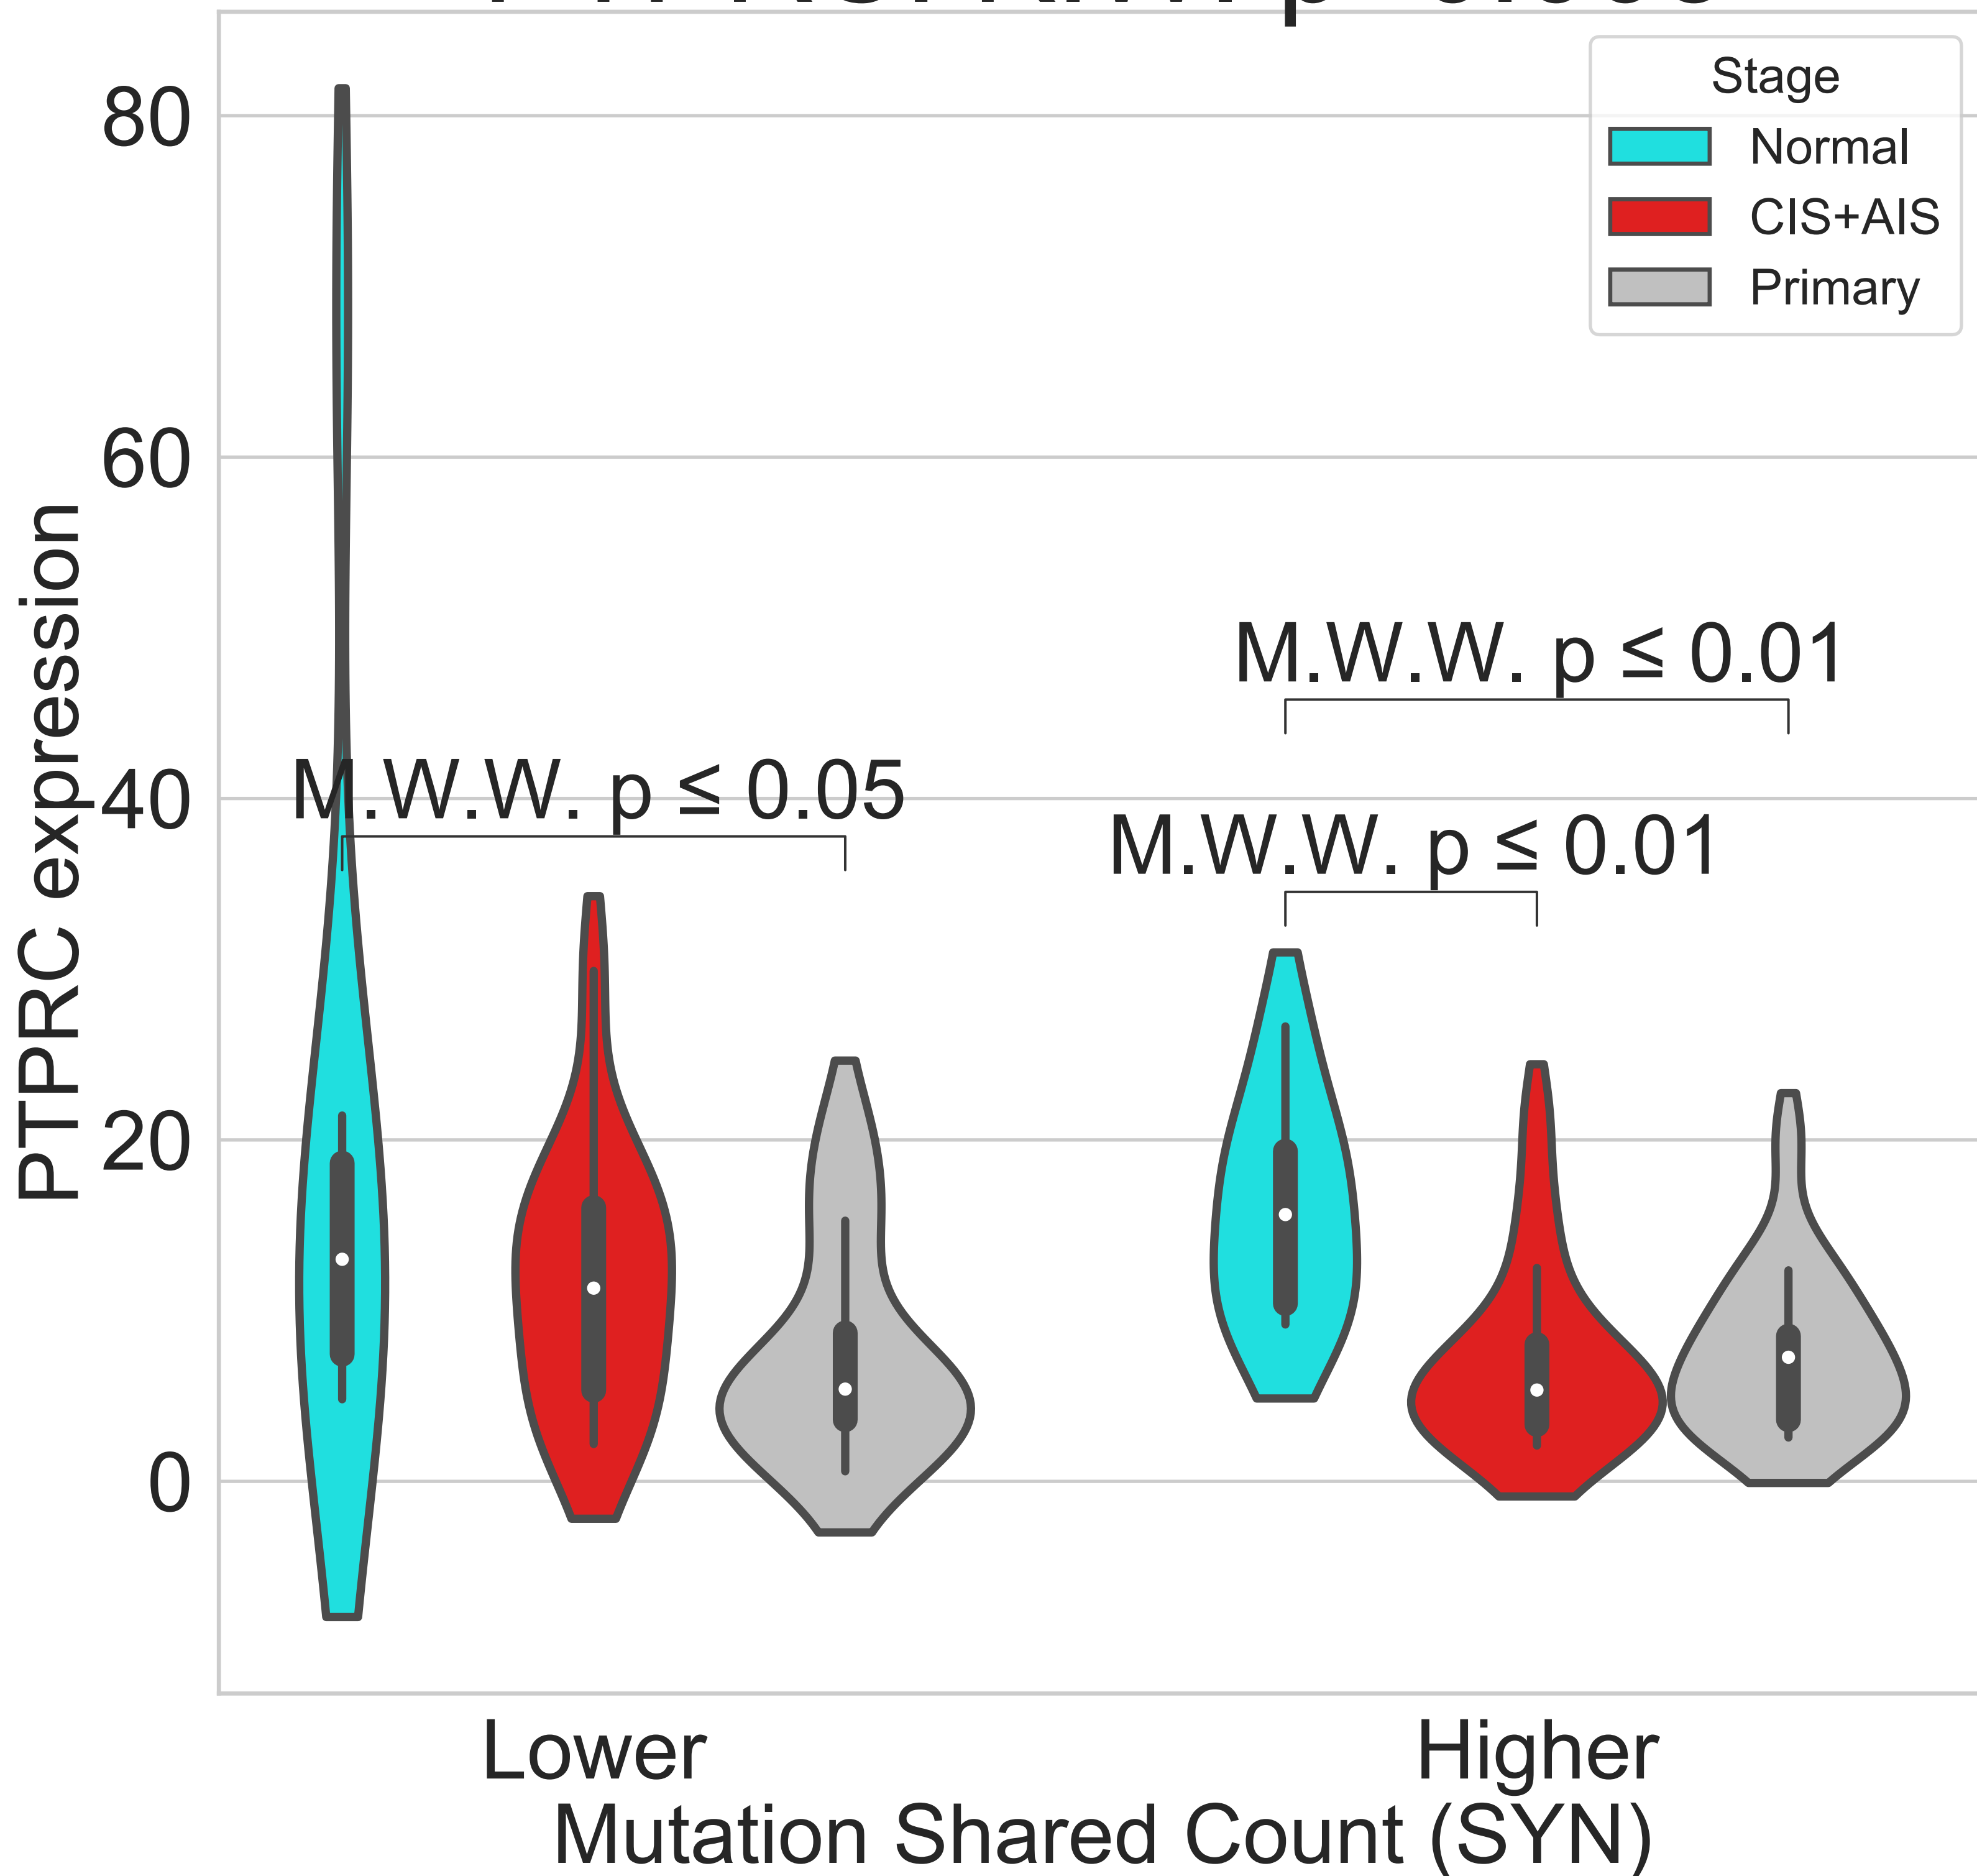 Stage
Normal
CIS+AIS
Primary
80
60
40
20
0
PTPRC expression
M.W.W. p ≤ 0.01
M.W.W. p ≤ 0.05
M.W.W. p ≤ 0.01
Lower
Higher
Mutation Shared Count (SYN)